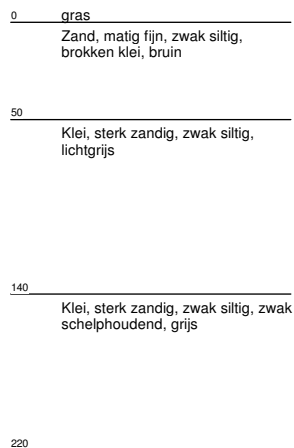 0 gras
Zand, matig fijn, zwak siltig,
brokken klei, bruin
50
Klei, sterk zandig, zwak siltig,
lichtgrijs
140
Klei, sterk zandig, zwak siltig, zwak
schelphoudend, grijs
220